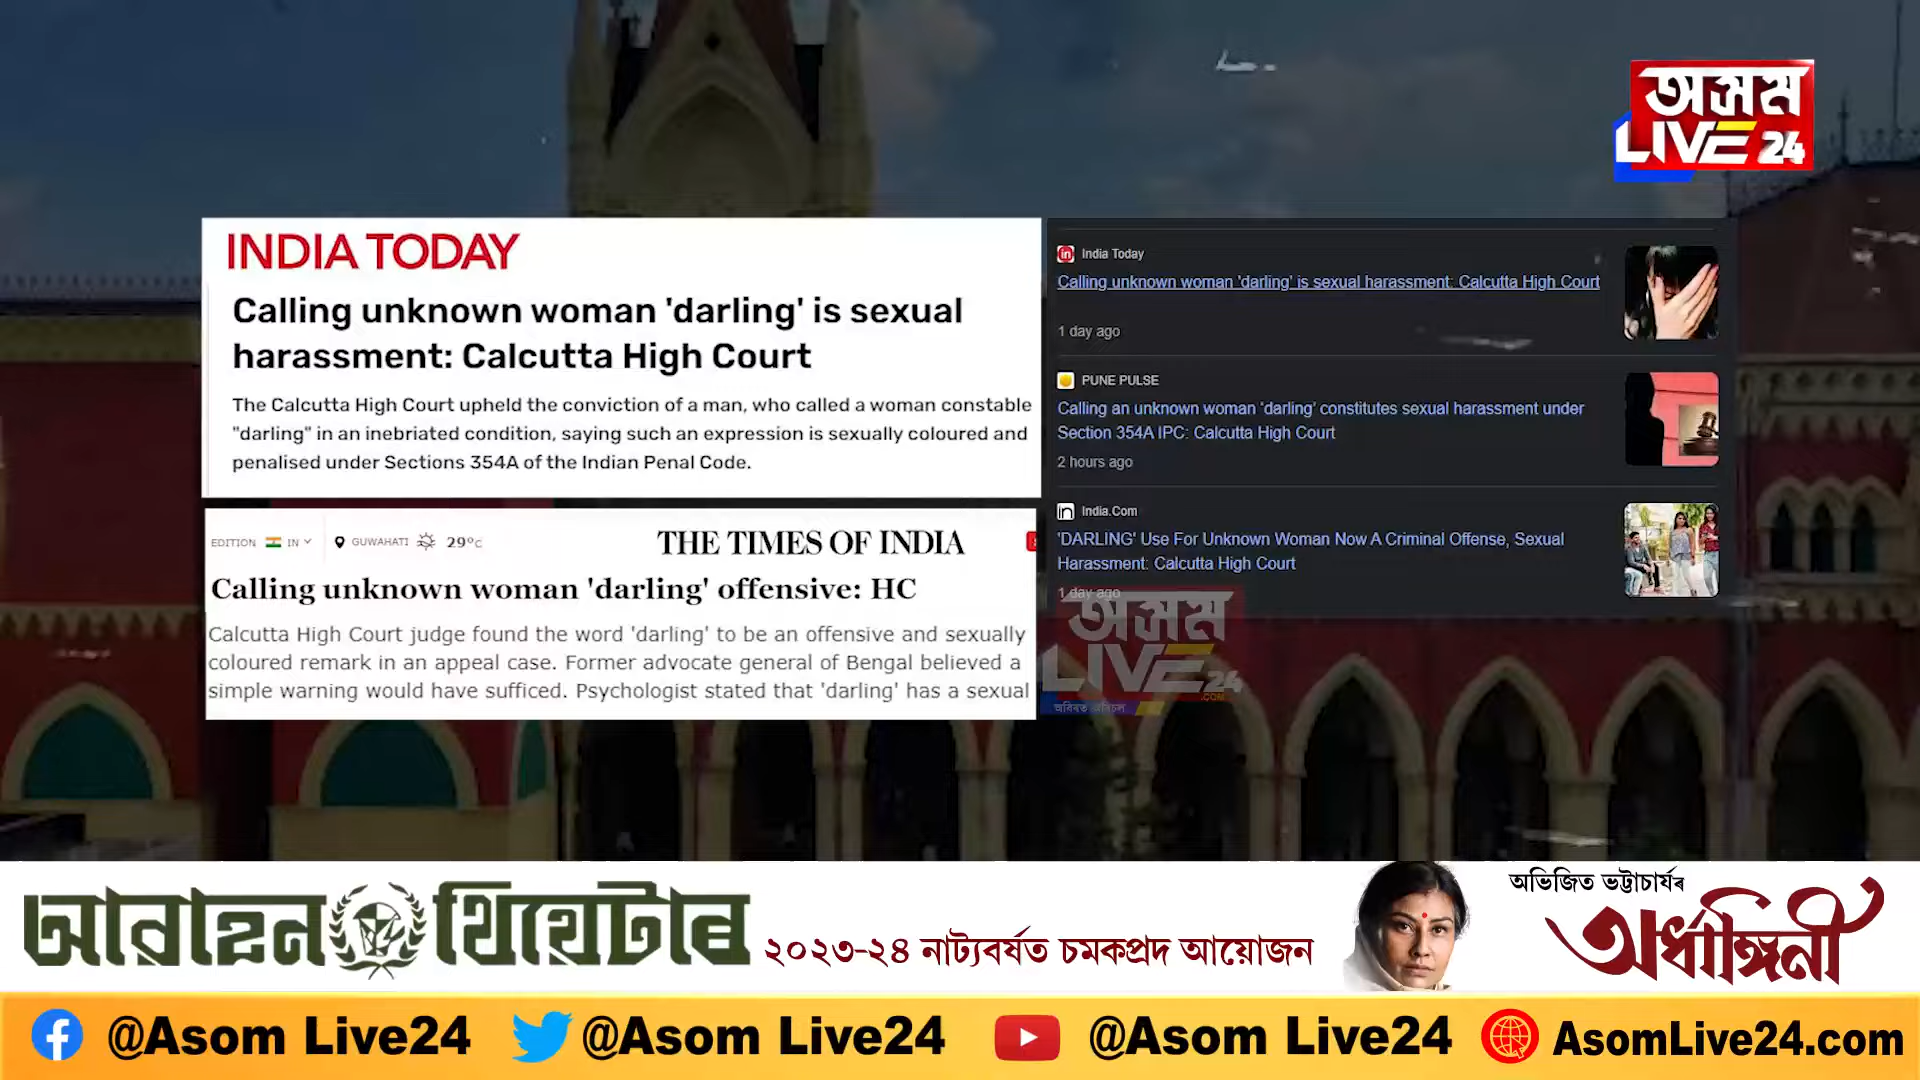 অসম
LIVE 24
INDIA TODAY
Calling unknown woman 'darling' is sexual
harassment: Calcutta High Court
The Calcutta High Court upheld the conviction of a man, who called a woman constable
"darling" in an inebriated condition, saying such an expression is sexually coloured and
penalised under Sections 354A of the Indian Penal Code.
EDITION IN GUWAHATI 29°C THE TIMES OF INDIA
Calling unknown woman 'darling' offensive: HC
Calcutta High Court judge found the word 'darling' to be an offensive and sexually
coloured remark in an appeal case. Former advocate general of Bengal believed a
simple warning would have sufficed. Psychologist stated that 'darling' has a sexual
India Today
Calling unknown woman 'darling' is sexual harassment: Calcutta High Court
1 day ago
PUNE PULSE
Calling an unknown woman 'darling' constitutes sexual harassment under
Section 354A IPC: Calcutta High Court
2 hours ago
India.Com
'DARLING' Use For Unknown Woman Now A Criminal Offense, Sexual
Harassment: Calcutta High Court
1 day ago
অসম
LIVE 24
.COM
অবিৰত অবিচল
আবাহন থিয়েটাৰ
২০২৩-২৪ নাট্যবৰ্ষত চমকপ্ৰদ আয়োজন
অভিজিত ভট্টাচাৰ্যৰ
অৰ্ধাঙ্গিনী
@Asom Live24 @Asom Live24 @Asom Live24 AsomLive24.com